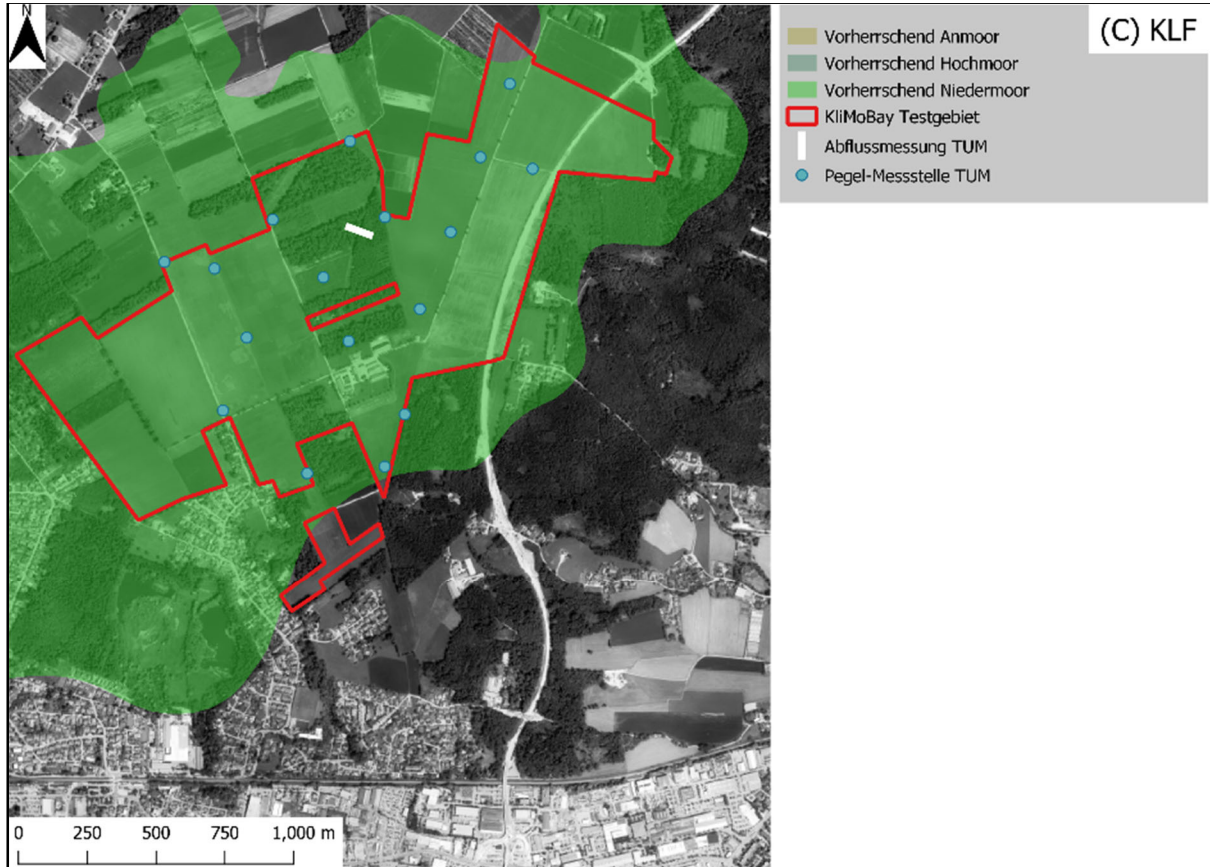 N
Vorherrschend Anmoor
Vorherrschend Hochmoor
Vorherrschend Niedermoor
KliMoBay Testgebiet
Abflussmessung TUM
Pegel-Messstelle TUM
(C) KLF
0 250 500 750 1,000 m